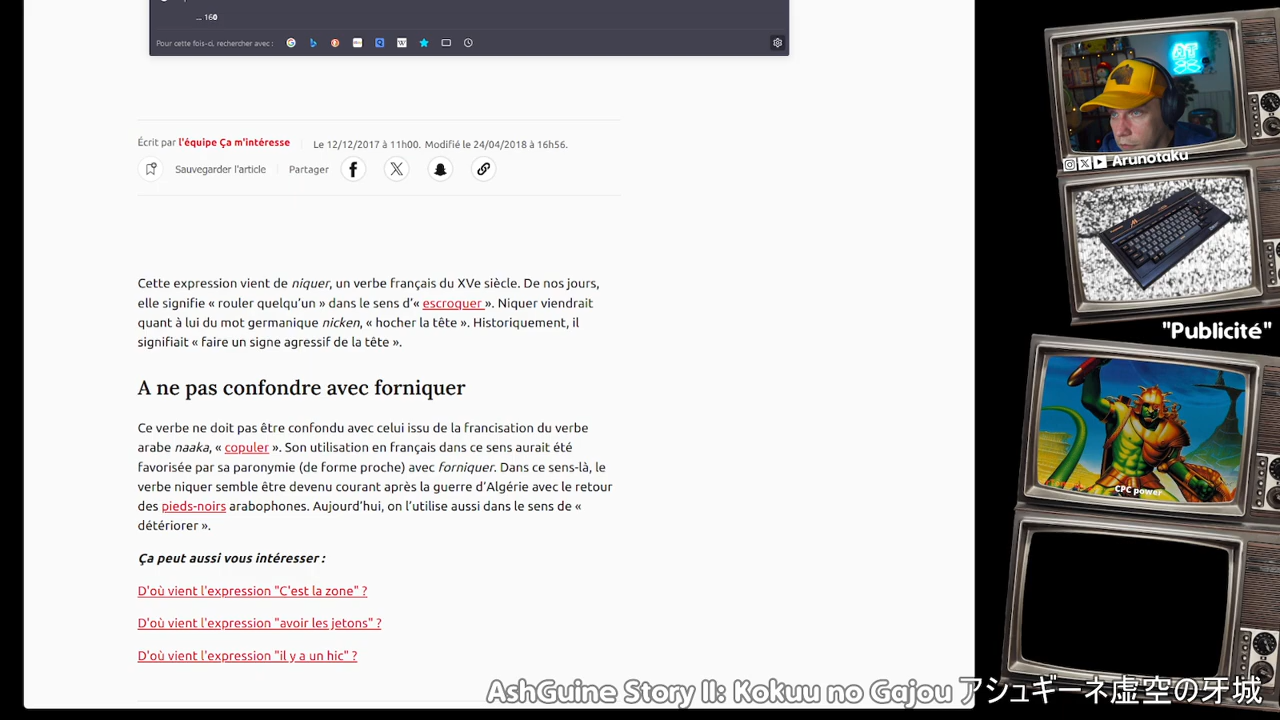 ... 160
Pour cette fois-ci, rechercher avec :
Écrit par l'équipe Ça m'intéresse
Le 12/12/2017 à 11h00. Modifié le 24/04/2018 à 16h56.
Sauvegarder l'article
Partager
Arunotaku
Cette expression vient de niquer, un verbe français du XVe siècle. De nos jours,
elle signifie « rouler quelqu'un » dans le sens d'« escroquer ». Niquer viendrait
quant à lui du mot germanique nicken, « hocher la tête ». Historiquement, il
signifiait « faire un signe agressif de la tête ».
"Publicité"
A ne pas confondre avec forniquer
Ce verbe ne doit pas être confondu avec celui issu de la francisation du verbe
arabe naaka, « copuler ». Son utilisation en français dans ce sens aurait été
favorisée par sa paronymie (de forme proche) avec forniquer. Dans ce sens-là, le
verbe niquer semble être devenu courant après la guerre d'Algérie avec le retour
des pieds-noirs arabophones. Aujourd'hui, on l'utilise aussi dans le sens de «
détériorer ».
CPC power
Ça peut aussi vous intéresser :
D'où vient l'expression "C'est la zone" ?
D'où vient l'expression "avoir les jetons" ?
D'où vient l'expression "il y a un hic" ?
AshGuine Story II: Kokuu no Gajou アシュギーネ虚空の牙城